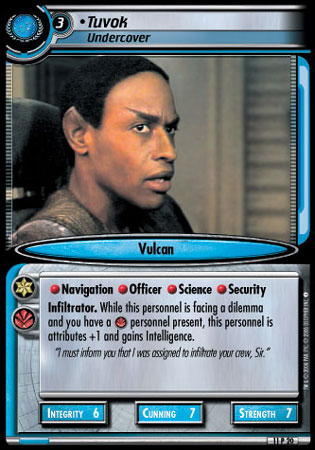 3
•Tuvok
Undercover
Vulcan
Navigation Officer Science Security
Infiltrator. While this personnel is facing a dilemma
and you have a personnel present, this personnel is
attributes +1 and gains Intelligence.
"I must inform you that I was assigned to infiltrate your crew, Sir."
INTEGRITY 6 CUNNING 7 STRENGTH 7
11 P 20